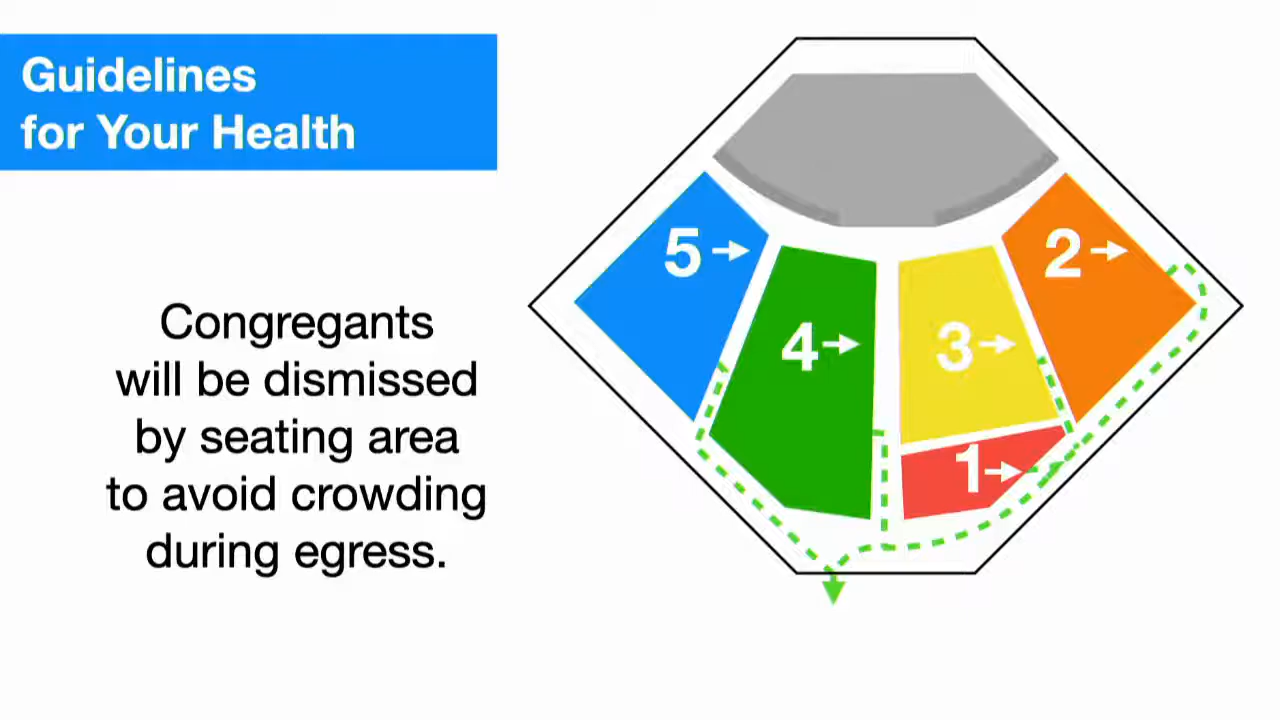 Guidelines
for Your Health
Congregants
will be dismissed
by seating area
to avoid crowding
during egress.
5
2
4
3
1